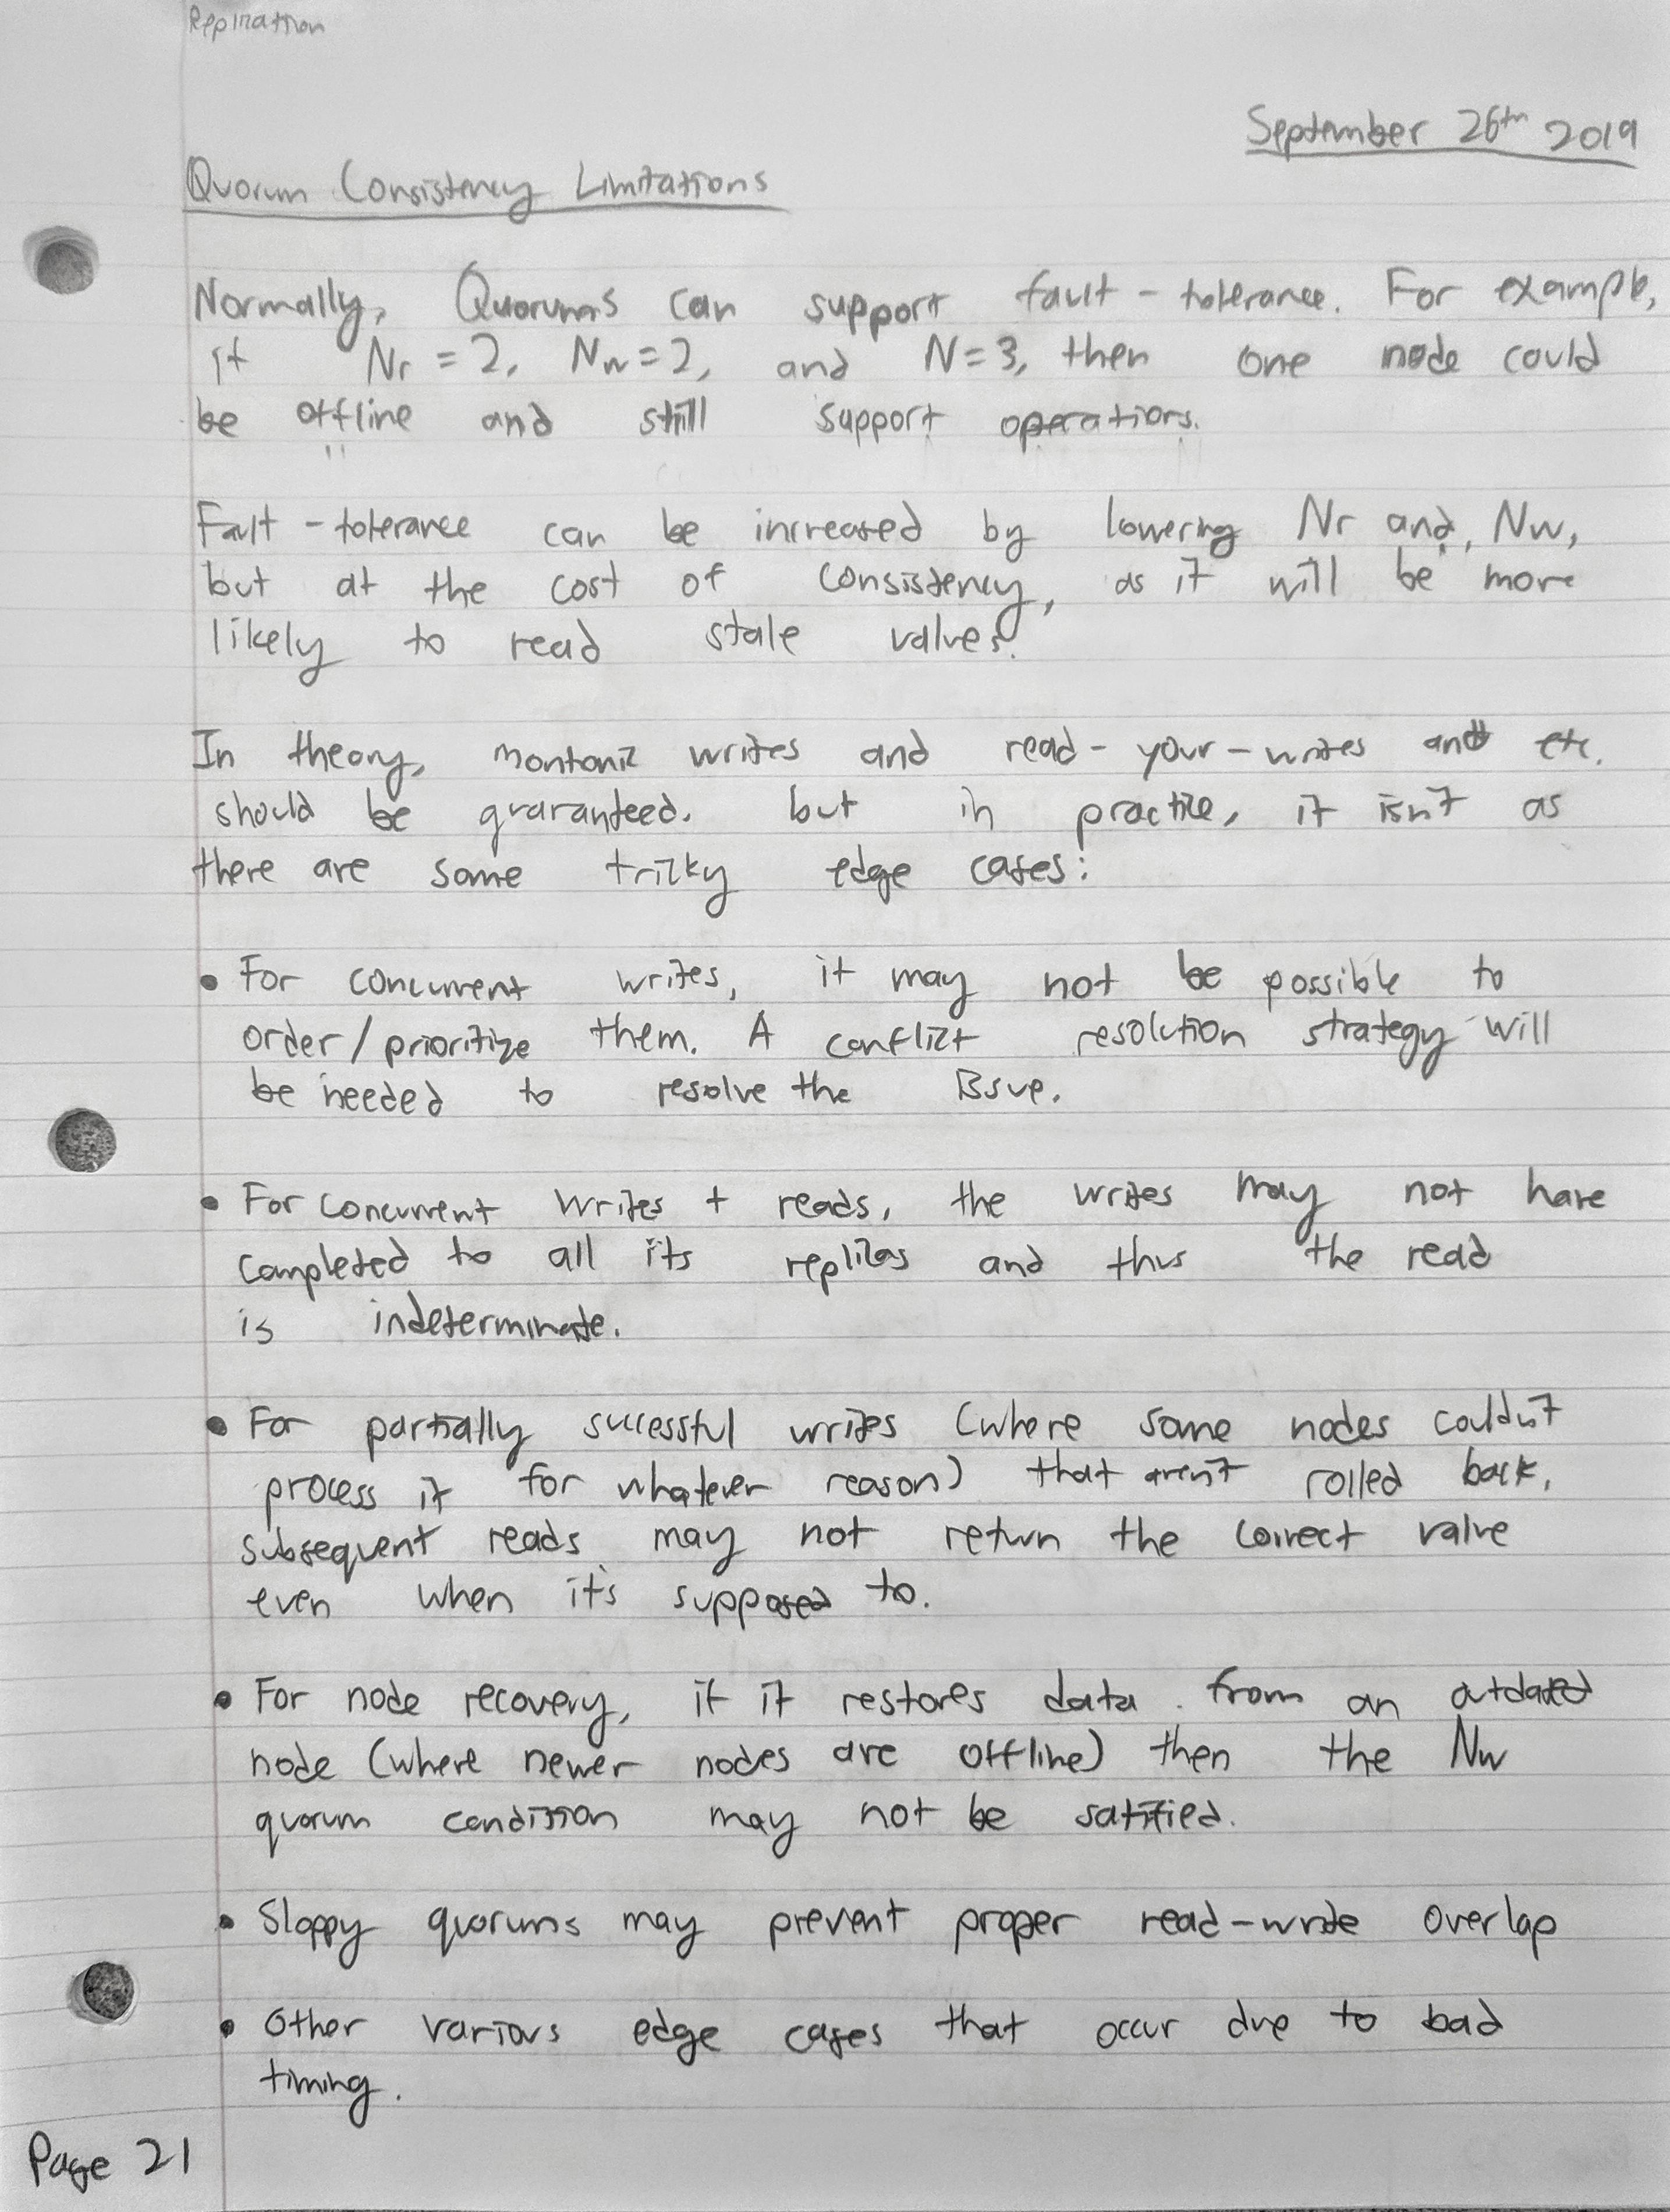 Replication
September 26th 2019
Quorum Consistency Limitations
Normally, Quorums can support fault-tolerance. For example,
if Nr = 2, Nw = 2, and N = 3, then one node could
be offline and still support operations.
Fault-tolerance can be increased by lowering Nr and, Nw,
but at the cost of consistency, as it will be more
likely to read stale values.
In theory, montonic writes and read-your-writes and etc.
should be guaranteed. but in practice, it isn't as
there are some tricky edge cases:
• For concurrent writes, it may not be possible to
order/prioritize them. A conflict resolution strategy will
be needed to resolve the issue.
• For concurrent writes + reads, the writes may not have
completed to all its replicas and thus the read
is indeterminate.
• For partially sucessful writes (where some nodes couldn't
process it for whatever reason) that aren't rolled back,
subsequent reads may not return the correct value
even when it's supposed to.
• For node recovery, if it restores data from an outdated
node (where newer nodes are offline) then the Nw
quorum condition may not be satified.
• Sloppy quorums may prevent proper read-write overlap
• Other various edge cases that occur due to bad
timing.
Page 21